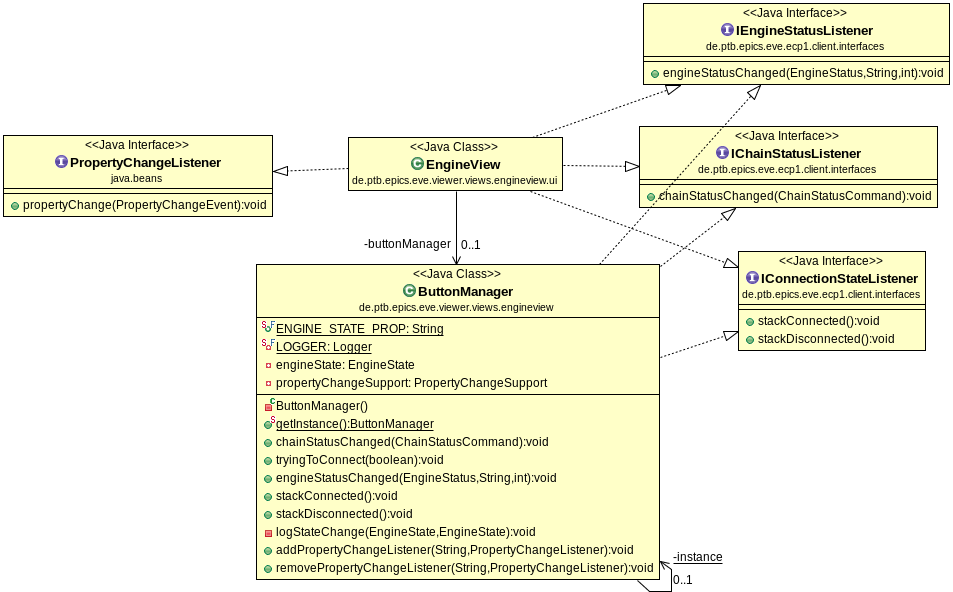 <<Java Interface>>
IEngineStatusListener
de.ptb.epics.eve.ecp1.client.interfaces
engineStatusChanged(EngineStatus,String,int):void
<<Java Interface>>
PropertyChangeListener
java.beans
propertyChange(PropertyChangeEvent):void
<<Java Class>>
EngineView
de.ptb.epics.eve.viewer.views.engineview.ui
<<Java Interface>>
IChainStatusListener
de.ptb.epics.eve.ecp1.client.interfaces
chainStatusChanged(ChainStatusCommand):void
-buttonManager
0..1
<<Java Interface>>
IConnectionStateListener
de.ptb.epics.eve.ecp1.client.interfaces
stackConnected():void
stackDisconnected():void
<<Java Class>>
ButtonManager
de.ptb.epics.eve.viewer.views.engineview
ENGINE_STATE_PROP: String
LOGGER: Logger
engineState: EngineState
propertyChangeSupport: PropertyChangeSupport
ButtonManager()
getInstance():ButtonManager
chainStatusChanged(ChainStatusCommand):void
tryingToConnect(boolean):void
engineStatusChanged(EngineStatus,String,int):void
stackConnected():void
stackDisconnected():void
logStateChange(EngineState,EngineState):void
addPropertyChangeListener(String,PropertyChangeListener):void
removePropertyChangeListener(String,PropertyChangeListener):void
-instance
0..1